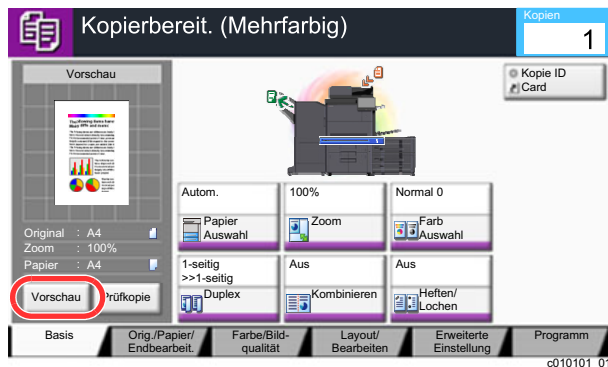 Kopierbereit. (Mehrfarbig)
Kopien
1
Vorschau
Original : A4
Zoom : 100%
Papier : A4
Vorschau
Prüfkopie
1
Kopie ID
Card
Autom.
Papier
Auswahl
100%
Zoom
Normal 0
Farb
Auswahl
1-seitig
>>1-seitig
Duplex
Aus
Kombinieren
Aus
Heften/
Lochen
Basis
Orig./Papier/
Endbearbeit.
Farbe/Bild-
qualität
Layout/
Bearbeiten
Erweiterte
Einstellung
Programm
c010101_01